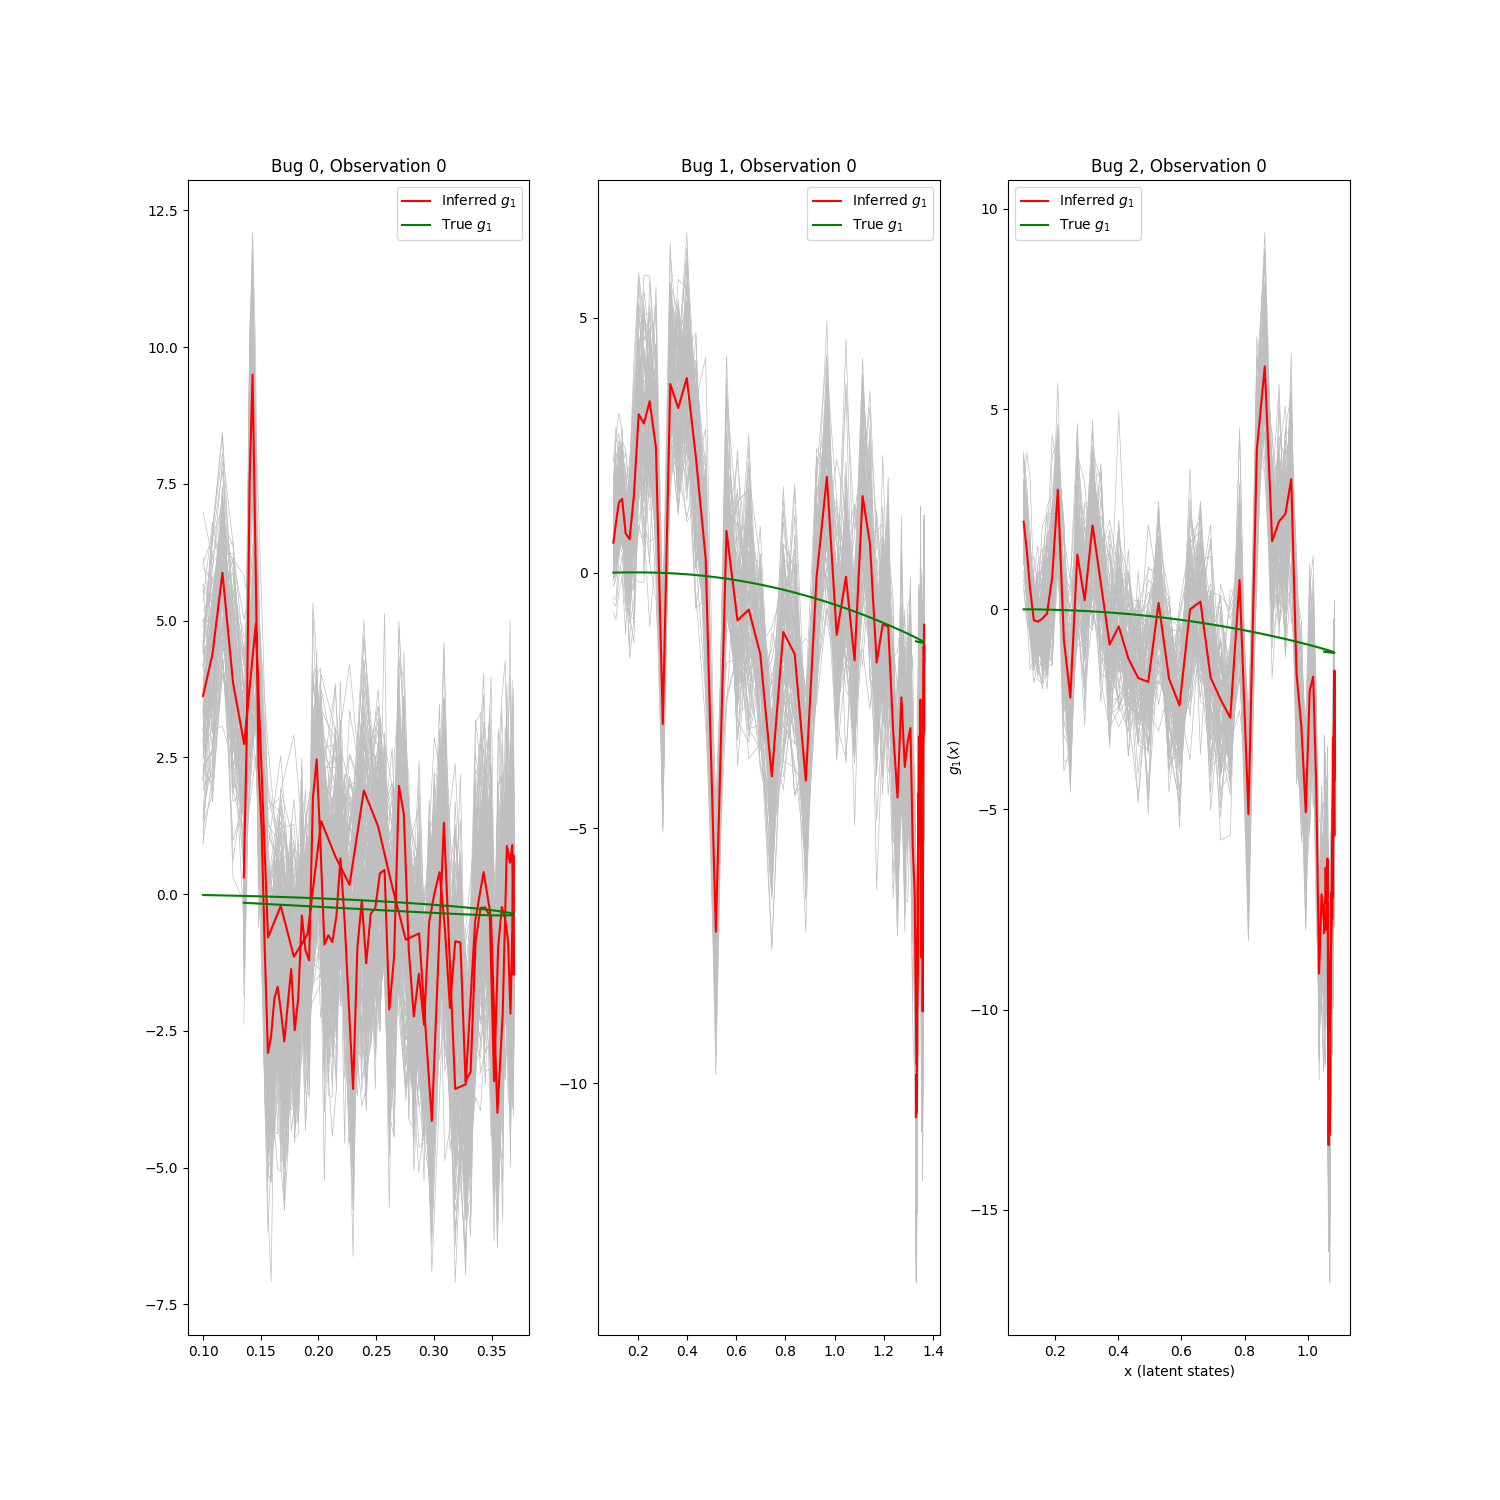 Bug 0, Observation 0
Inferred g₁
True g₁
12.5
10.0
7.5
5.0
2.5
0.0
−2.5
−5.0
−7.5
0.10 0.15 0.20 0.25 0.30 0.35
Bug 1, Observation 0
Inferred g₁
True g₁
5
0
−5
−10
0.2 0.4 0.6 0.8 1.0 1.2 1.4
Bug 2, Observation 0
Inferred g₁
True g₁
g₁(x)
10
5
0
−5
−10
−15
0.2 0.4 0.6 0.8 1.0
x (latent states)